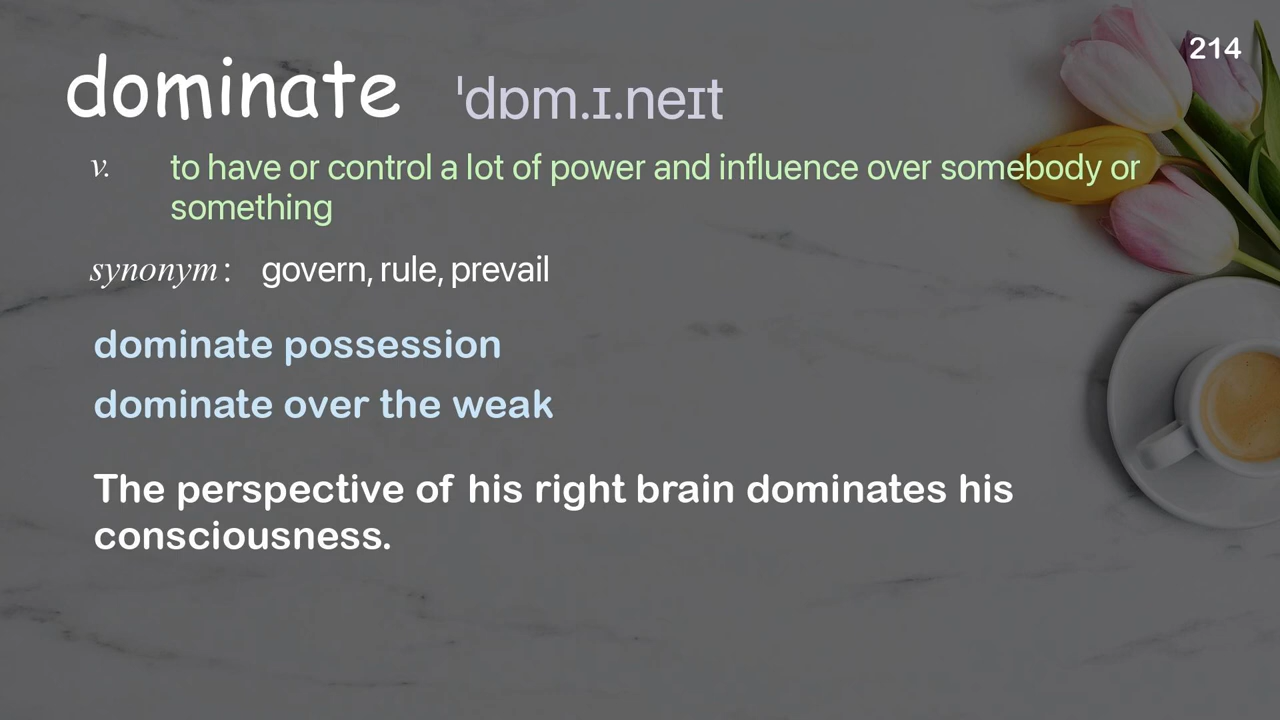 214
dominate ˈdɒm.ɪ.neɪt
v. to have or control a lot of power and influence over somebody or
something
synonym: govern, rule, prevail
dominate possession
dominate over the weak
The perspective of his right brain dominates his
consciousness.